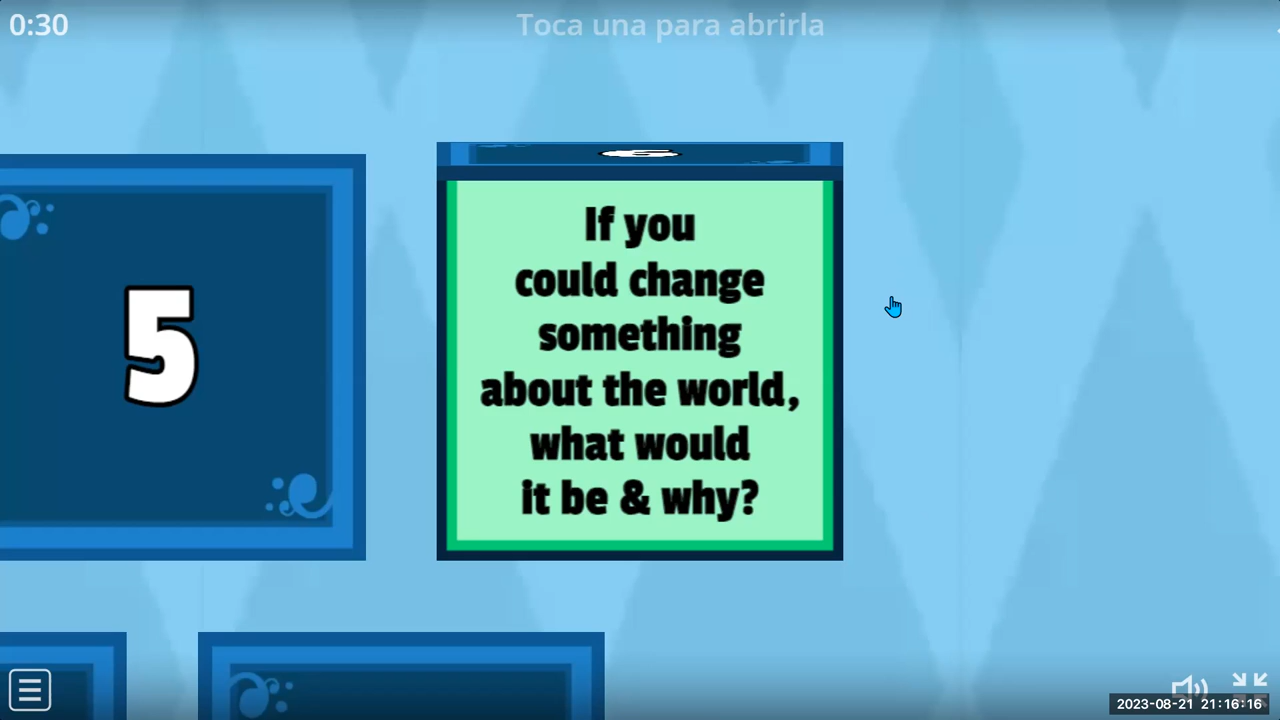 0:30
Toca una para abrirla
5
If you
could change
something
about the world,
what would
it be & why?
2023-08-21 21:16:16